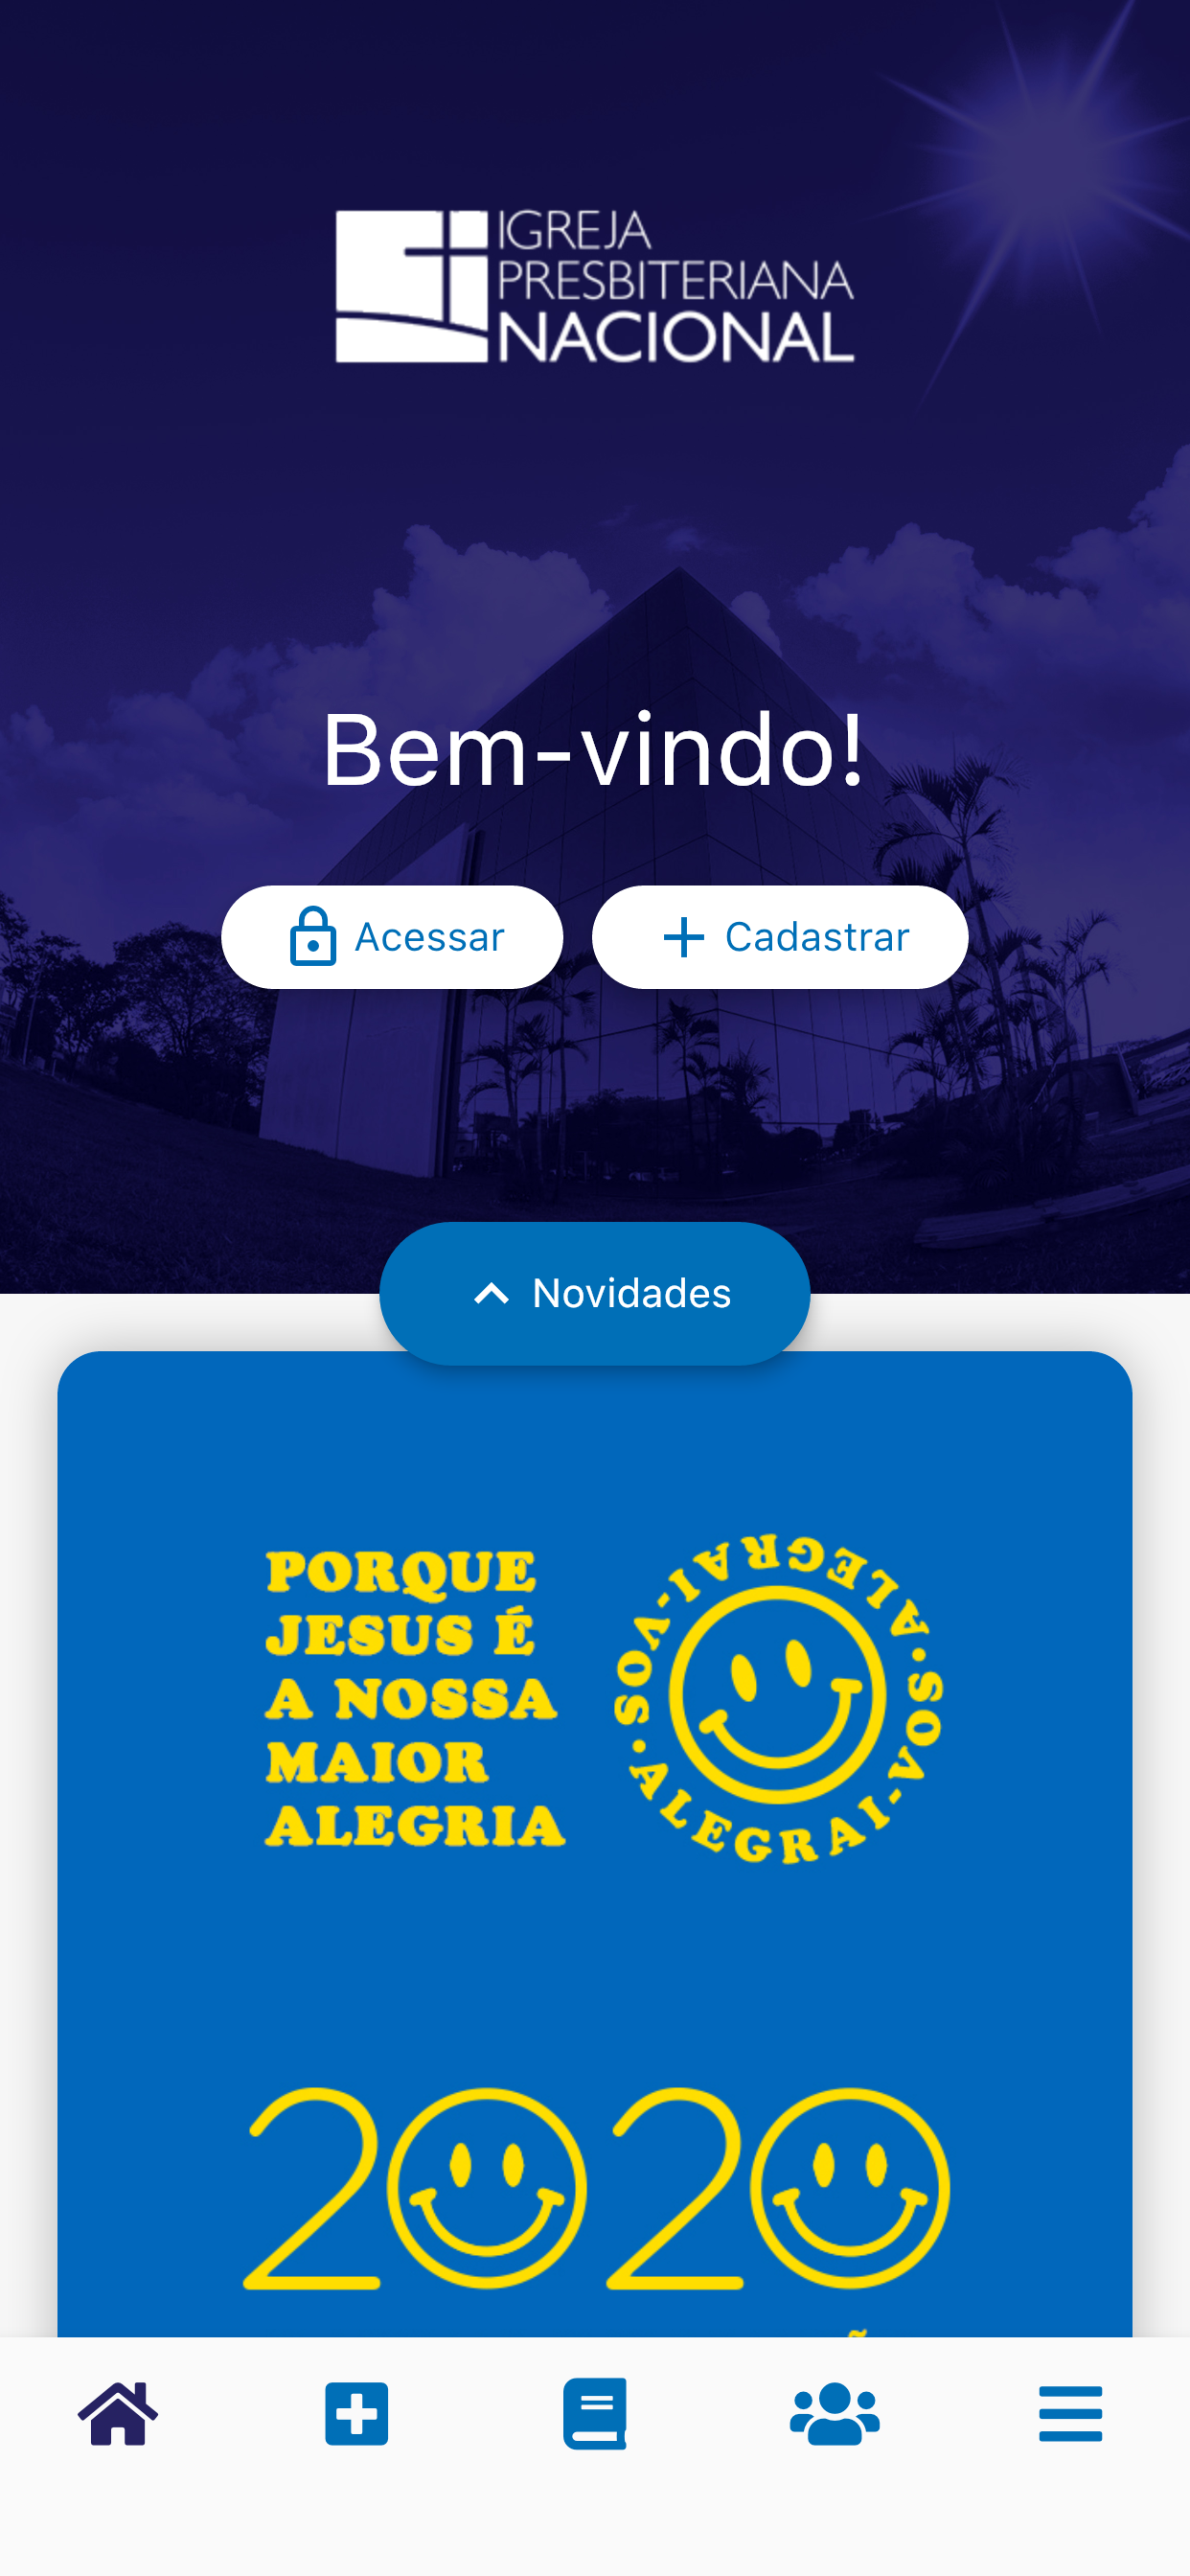 IGREJA
PRESBITERIANA
NACIONAL
Bem-vindo!
Acessar
Cadastrar
Novidades
PORQUE
JESUS É
A NOSSA
MAIOR
ALEGRIA
ALEGRAI-VOS·ALEGRAI-VOS·
2020